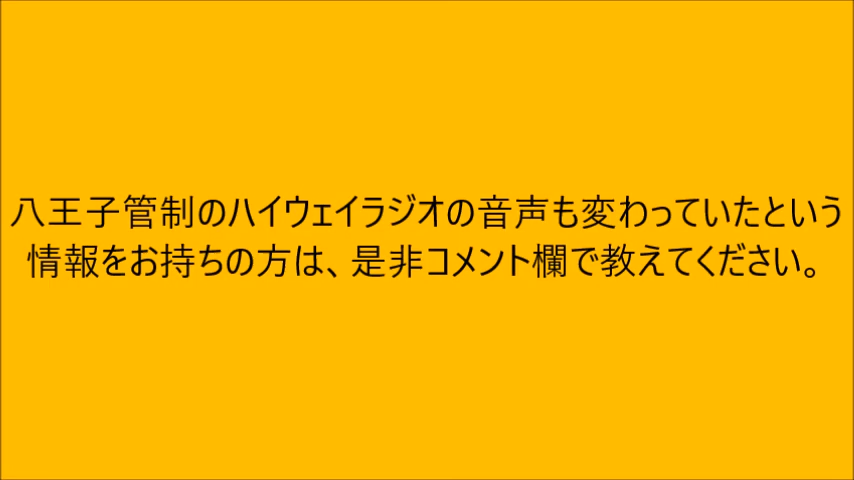 八王子管制のハイウェイラジオの音声も変わっていたという
情報をお持ちの方は、是非コメント欄で教えてください。